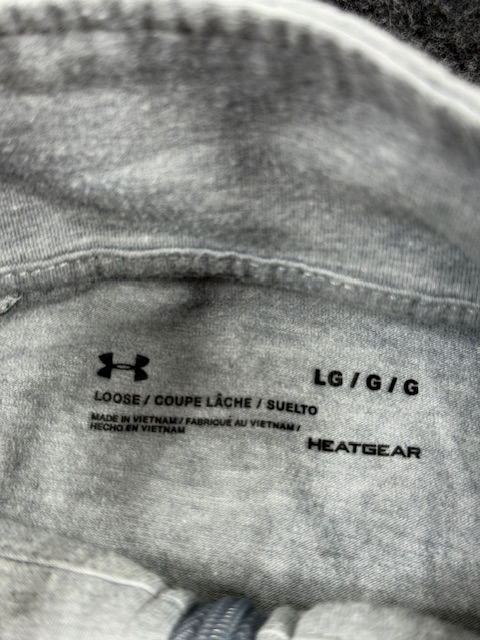 LG / G / G
LOOSE / COUPE LÂCHE / SUELTO
MADE IN VIETNAM / FABRIQUÉ AU VIETNAM /
HECHO EN VIETNAM
HEATGEAR